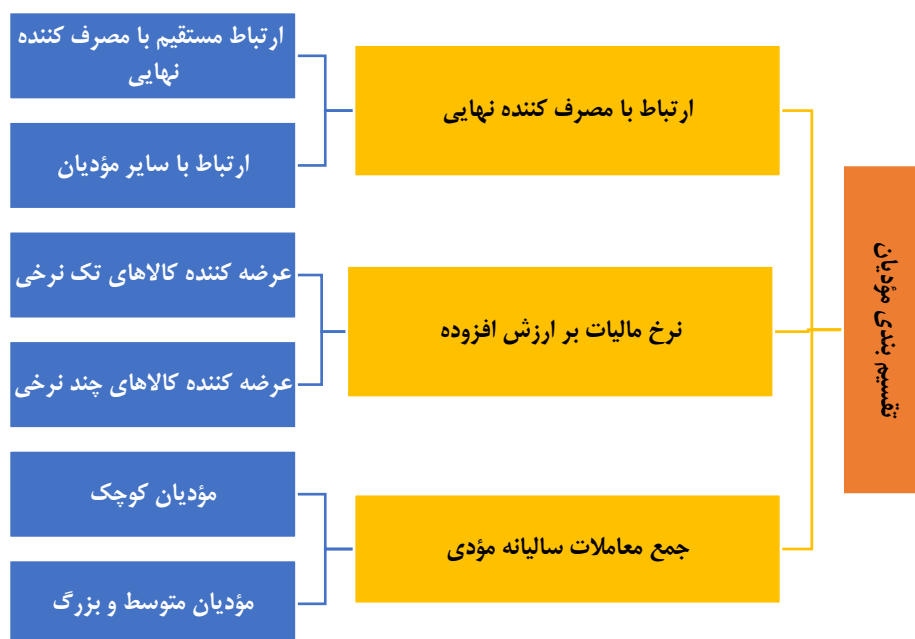 تقسیم بندی مؤدیان
ارتباط با مصرف کننده نهایی
ارتباط مستقیم با مصرف کننده
نهایی
ارتباط با سایر مؤدیان
نرخ مالیات بر ارزش افزوده
عرضه کننده کالاهای تک نرخی
عرضه کننده کالاهای چند نرخی
جمع معاملات سالیانه مؤدی
مؤدیان کوچک
مؤدیان متوسط و بزرگ